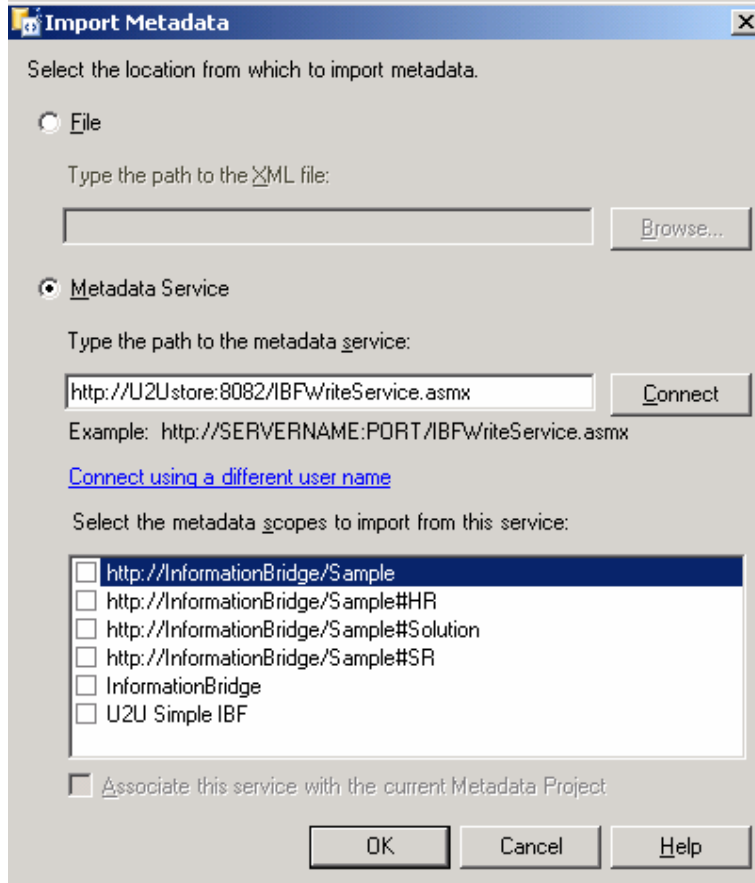 Import Metadata
Select the location from which to import metadata.
File
Type the path to the XML file:
Browse...
Metadata Service
Type the path to the metadata service:
http://U2Ustore:8082/IBFWriteService.asmx
Connect
Example: http://SERVERNAME:PORT/IBFWriteService.asmx
Connect using a different user name
Select the metadata scopes to import from this service:
http://InformationBridge/Sample
http://InformationBridge/Sample#HR
http://InformationBridge/Sample#Solution
http://InformationBridge/Sample#SR
InformationBridge
U2U Simple IBF
Associate this service with the current Metadata Project
OK Cancel Help